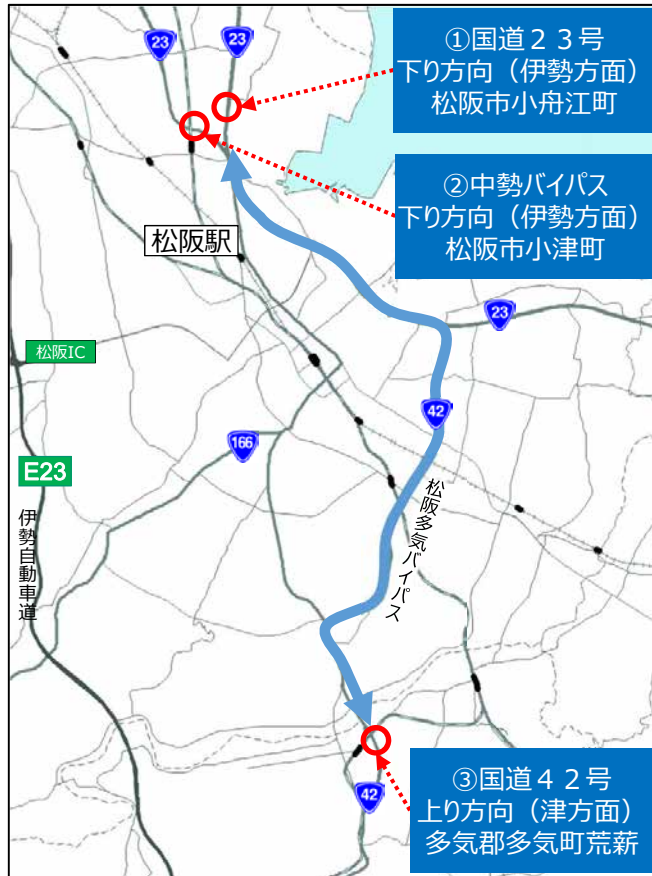 23
23
①国道２３号
下り方向（伊勢方面）
松阪市小舟江町
②中勢バイパス
下り方向（伊勢方面）
松阪市小津町
松阪駅
23
松阪IC
42
166
E23
松阪多気バイパス
伊勢自動車道
③国道４２号
上り方向（津方面）
多気郡多気町荒薪
42